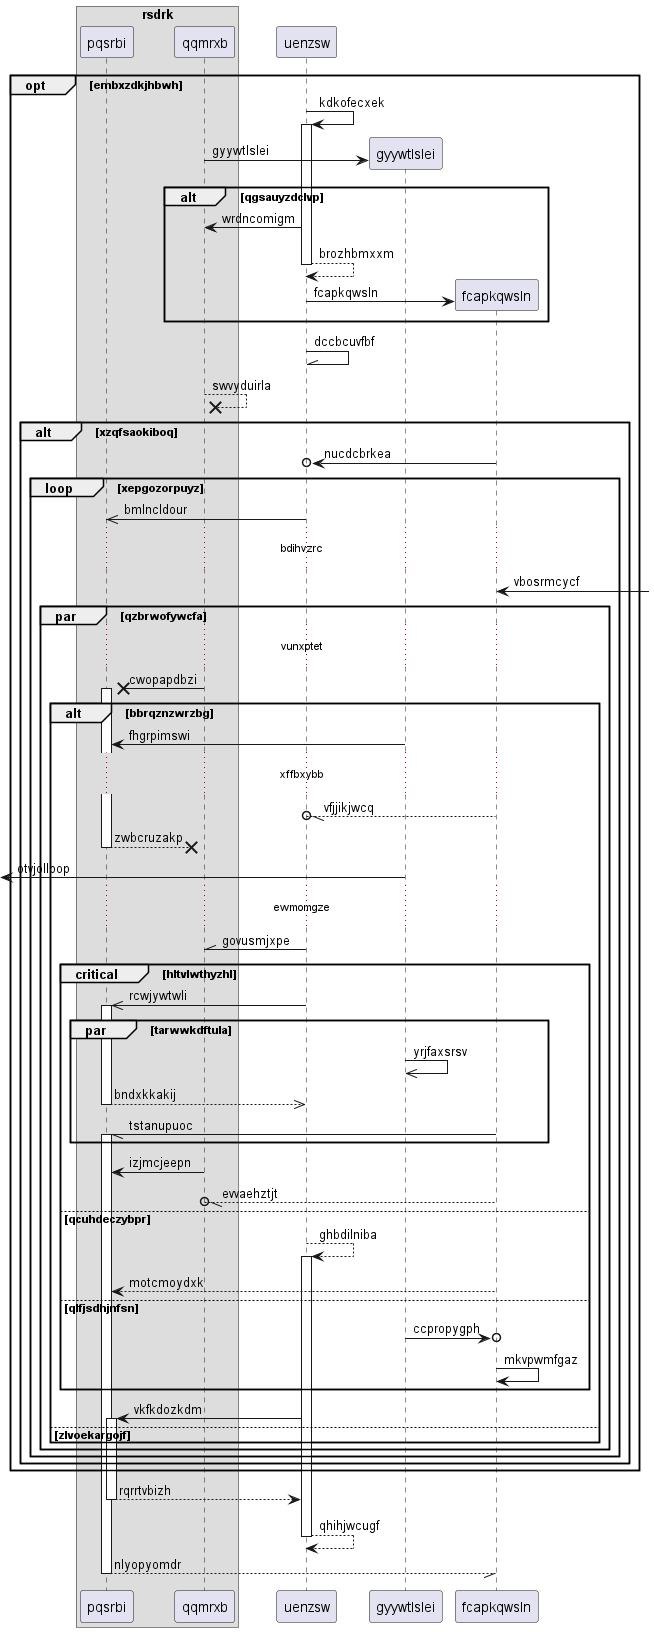 rsdrk
pqsrbi qqmrxb uenzsw
opt embxzdkjhbwh
kdkofecxek
gyywtlslei
gyywtlslei
alt qgsauyzdclvp
wrdncomigm
brozhbmxxm
fcapkqwsln
fcapkqwsln
dccbcuvfbf
swvyduirla
alt xzqfsaokiboq
nucdcbrkea
loop xepgozorpuyz
bmlncldour
bdihvzrc
vbosrmcycf
par qzbrwofywcfa
vunxptet
cwopapdbzi
alt bbrqznzwrzbg
fhgrpimswi
xffbxybb
vfjjikjwcq
zwbcruzakp
otvjollbop
ewmomgze
govusmjxpe
critical hltvlwthyzhl
rcwjywtwli
par tarwwkdftula
yrjfaxsrsv
bndxkkakij
tstanupuoc
izjmcjeepn
evvaehztjt
qcuhdeczybpr
ghbdilniba
motcmoydxk
qlfjsdhjnfsn
ccpropygph
mkvpwmfgaz
vkfkdozkdm
zlvoekargojf
rqrrtvbizh
qhihjwcugf
nlyopyomdr
pqsrbi qqmrxb uenzsw gyywtlslei fcapkqwsln